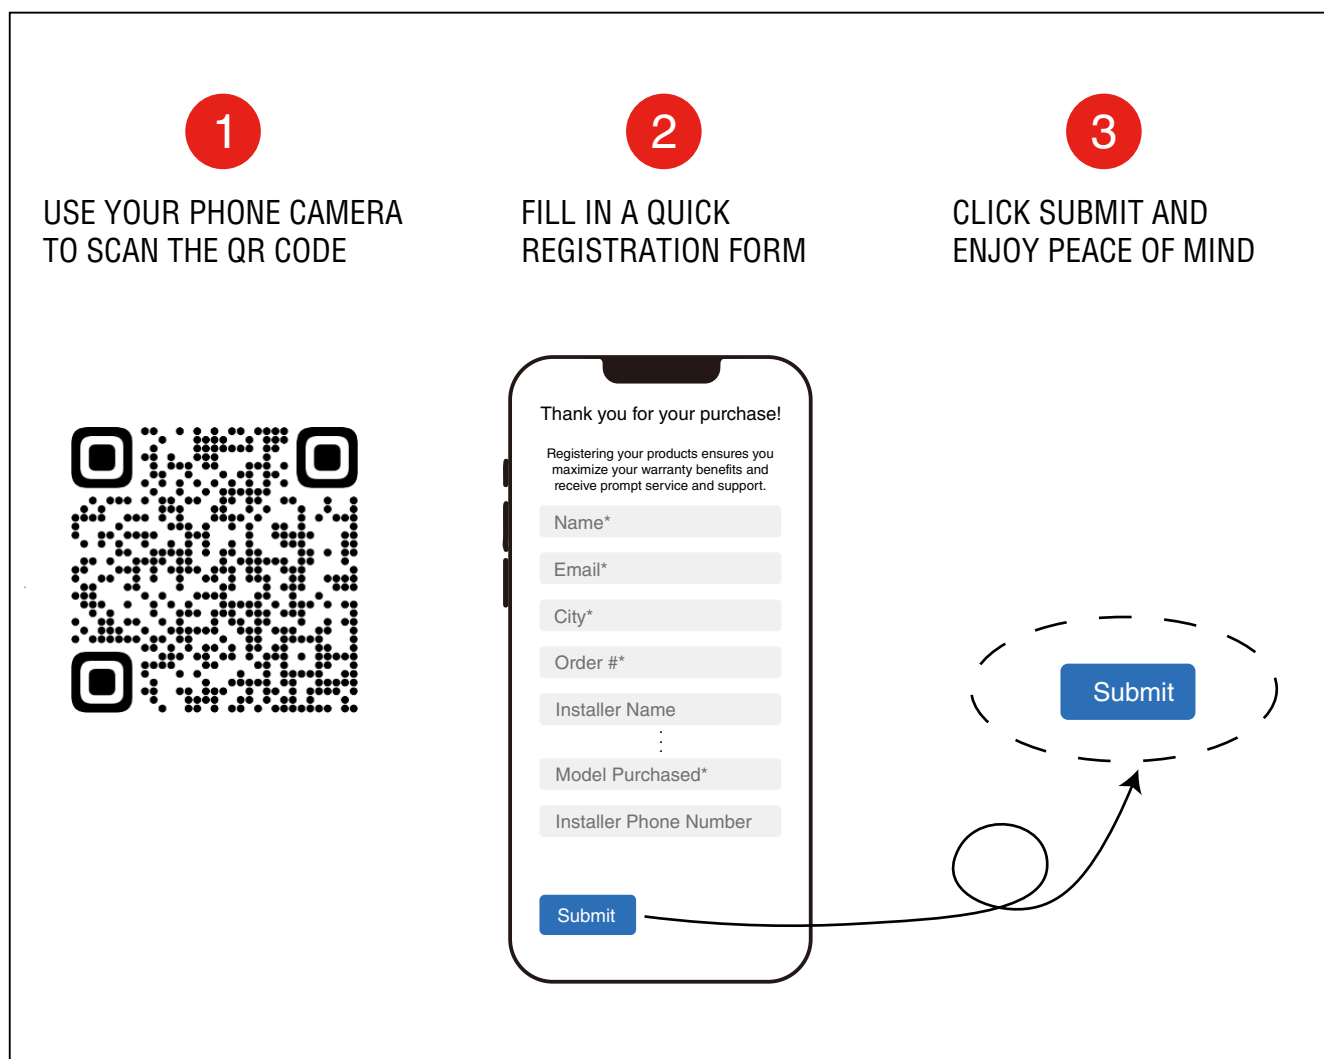 1
USE YOUR PHONE CAMERA
TO SCAN THE QR CODE
2
FILL IN A QUICK
REGISTRATION FORM
3
CLICK SUBMIT AND
ENJOY PEACE OF MIND
Thank you for your purchase!
Registering your products ensures you
maximize your warranty benefits and
receive prompt service and support.
Name*
Email*
City*
Order #*
Installer Name
Model Purchased*
Installer Phone Number
Submit
Submit